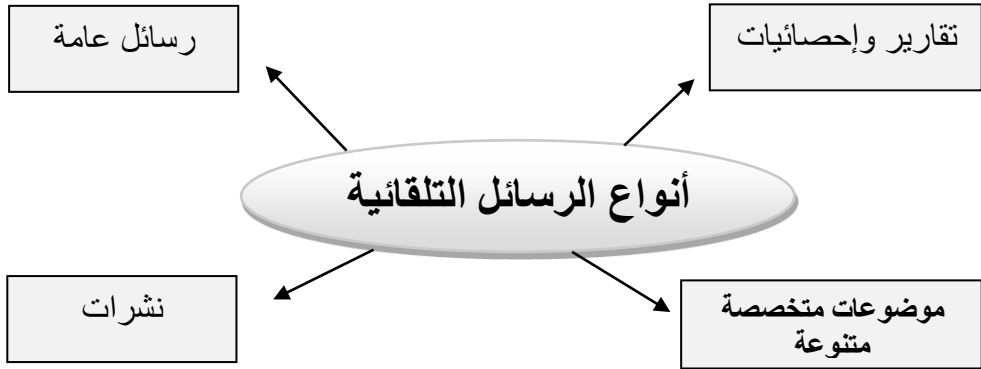 تقارير وإحصائيات
رسائل عامة
أنواع الرسائل التلقائية
موضوعات متخصصة
متنوعة
نشرات